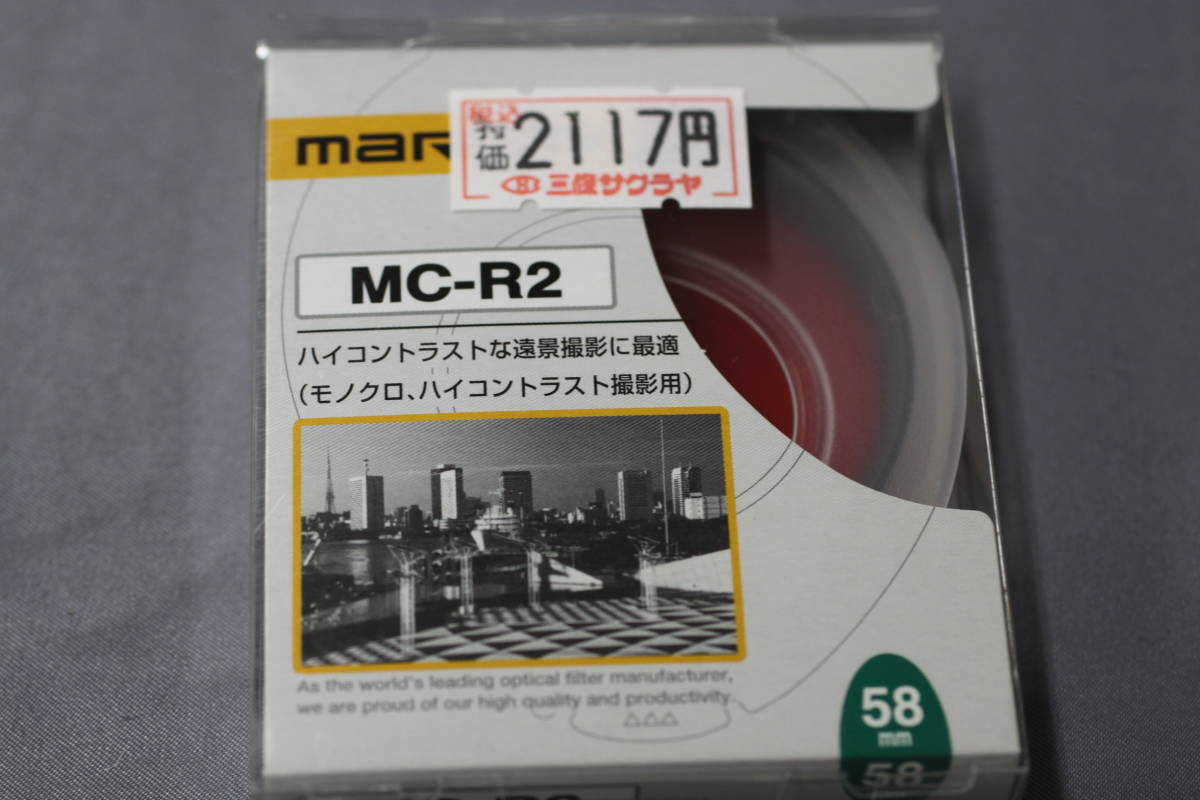 税込
特価 2117円
三傻サクラヤ
mar
MC-R2
ハイコントラストな遠景撮影に最適
(モノクロ、ハイコントラスト撮影用)
As the world's leading optical filter manufacturer,
we are proud of our high quality and productivity.
58
mm
58